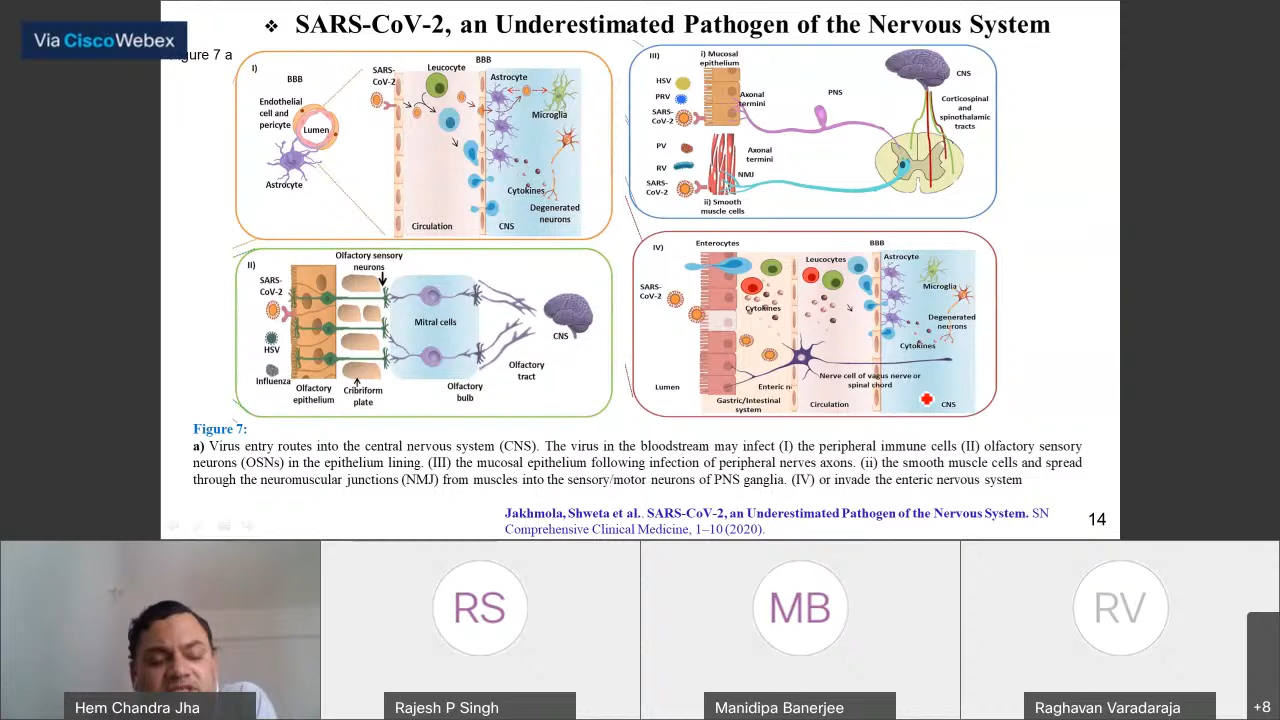 Via Cisco Webex
❖ SARS-CoV-2, an Underestimated Pathogen of the Nervous System
gure 7 a
I)
BBB
Endothelial
cell and
pericyte
Lumen
Astrocyte
SARS-
CoV-2
Leucocyte
BBB
Astrocyte
Microglia
Cytokines
Degenerated
neurons
Circulation
CNS
III)
i) Mucosal
epithelium
HSV
PRV
SARS-
CoV-2
Axonal
termini
PNS
CNS
Corticospinal
and
spinothalamic
tracts
PV
RV
SARS-
CoV-2
Axonal
termini
NMJ
ii) Smooth
muscle cells
II)
Olfactory sensory
neurons
SARS-
CoV-2
HSV
Influenza
Olfactory
epithelium
Cribriform
plate
Mitral cells
Olfactory
bulb
Olfactory
tract
CNS
IV)
Enterocytes
Leucocytes
BBB
Astrocyte
SARS-
CoV-2
Cytokines
Microglia
Degenerated
neurons
Cytokines
Lumen
Enteric n
Nerve cell of vagus nerve or
spinal chord
Gastric/Intestinal
system
Circulation
CNS
Figure 7:
a) Virus entry routes into the central nervous system (CNS). The virus in the bloodstream may infect (I) the peripheral immune cells (II) olfactory sensory
neurons (OSNs) in the epithelium lining. (III) the mucosal epithelium following infection of peripheral nerves axons. (ii) the smooth muscle cells and spread
through the neuromuscular junctions (NMJ) from muscles into the sensory/motor neurons of PNS ganglia. (IV) or invade the enteric nervous system
Jakhmola, Shweta et al.. SARS-CoV-2, an Underestimated Pathogen of the Nervous System. SN
Comprehensive Clinical Medicine, 1–10 (2020).
14
RS
MB
RV
Hem Chandra Jha
Rajesh P Singh
Manidipa Banerjee
Raghavan Varadaraja
+8